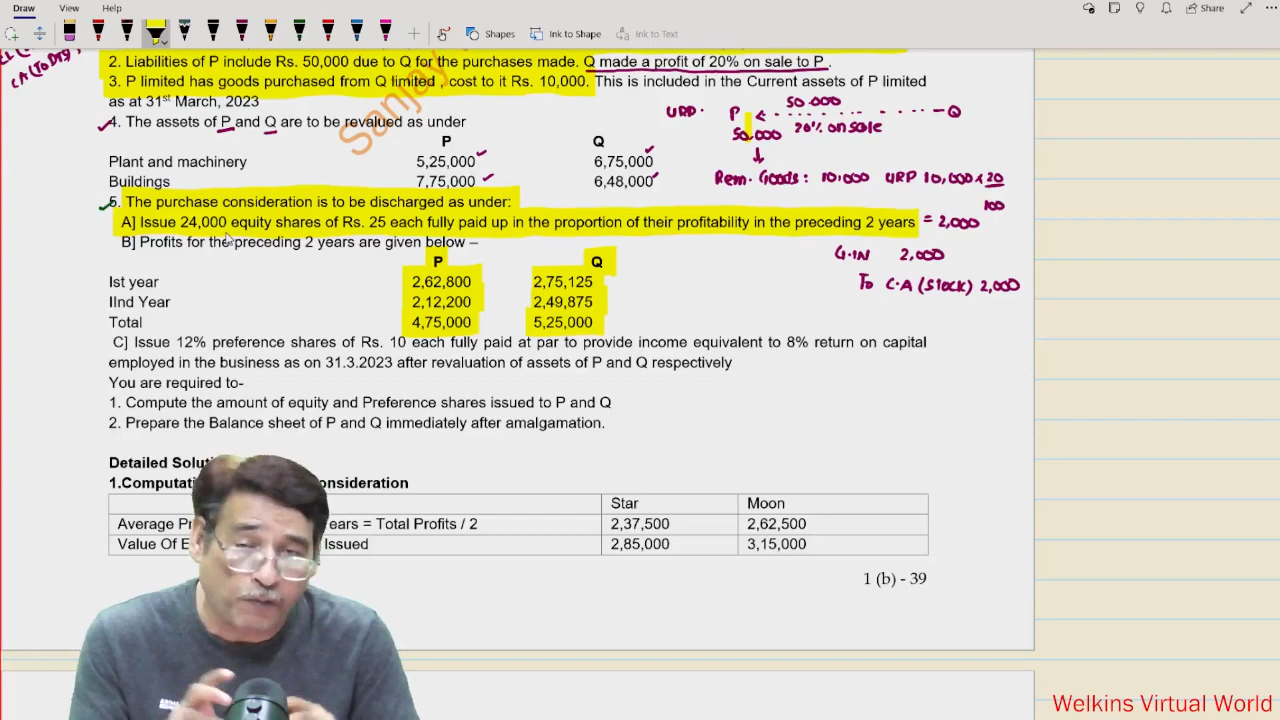 Draw View Help
Share
Shapes Ink to Shape Ink to Text
2. Liabilities of P include Rs. 50,000 due to Q for the purchases made. Q made a profit of 20% on sale to P .
3. P limited has goods purchased from Q limited , cost to it Rs. 10,000. This is included in the Current assets of P limited
as at 31st March, 2023
Sanjay
URP. P 50.000 Q
50.000 20% on sale
4. The assets of P and Q are to be revalued as under
P Q
Plant and machinery 5,25,000 6,75,000
Buildings 7,75,000 6,48,000
Rem. Goods: 10.000 URP 10,000 x 20
100
= 2,000
5. The purchase consideration is to be discharged as under:
A] Issue 24,000 equity shares of Rs. 25 each fully paid up in the proportion of their profitability in the preceding 2 years
B] Profits for the preceding 2 years are given below –
G.IN 2,000
To C.A (Stock) 2,000
P Q
Ist year 2,62,800 2,75,125
IInd Year 2,12,200 2,49,875
Total 4,75,000 5,25,000
C] Issue 12% preference shares of Rs. 10 each fully paid at par to provide income equivalent to 8% return on capital
employed in the business as on 31.3.2023 after revaluation of assets of P and Q respectively
You are required to-
1. Compute the amount of equity and Preference shares issued to P and Q
2. Prepare the Balance sheet of P and Q immediately after amalgamation.
Detailed Solu
1.Computati onsideration
Star Moon
Average Pr ears = Total Profits / 2 2,37,500 2,62,500
Value Of E Issued 2,85,000 3,15,000
1 (b) - 39
Welkins Virtual World